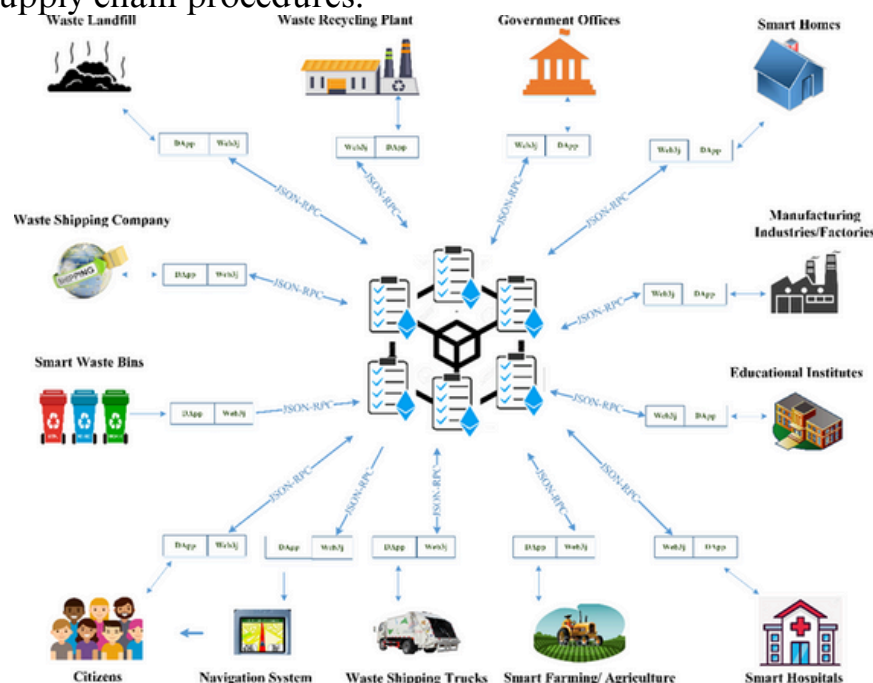 supply chain procedures.
Waste Landfill
Waste Recycling Plant
Government Offices
Smart Homes
DApp Web3j
Web3j DApp
Web3j DApp
Web3j DApp
JSON-RPC
JSON-RPC
JSON-RPC
JSON-RPC
Waste Shipping Company
Manufacturing
Industries/Factories
SHIPPING
DApp Web3j
JSON-RPC
JSON-RPC
Web3j DApp
Smart Waste Bins
Educational Institutes
DApp Web3j
JSON-RPC
JSON-RPC
Web3j DApp
JSON-RPC
JSON-RPC
JSON-RPC
JSON-RPC
JSON-RPC
DApp Web3j
DApp Web3j
DApp Web3j
DApp Web3j
Web3j DApp
Citizens
Navigation System
Waste Shipping Trucks
Smart Farming/ Agriculture
Smart Hospitals